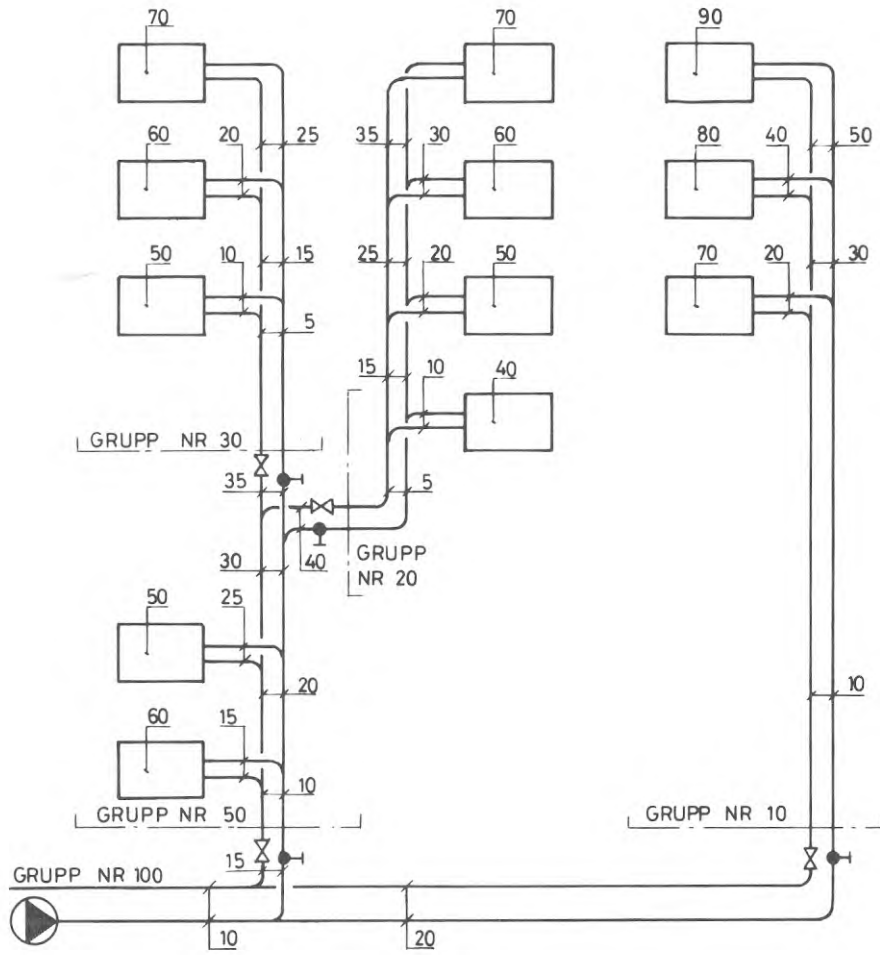 70 70 90
35 25 50
60 20 30 60 80 40
15 25 30
50 10 20 50 70 20
5
15 10 40
GRUPP NR 30
35 5
40 GRUPP
30 NR 20
50 25
20 10
60 15
10
GRUPP NR 50 GRUPP NR 10
15
GRUPP NR 100
10 20